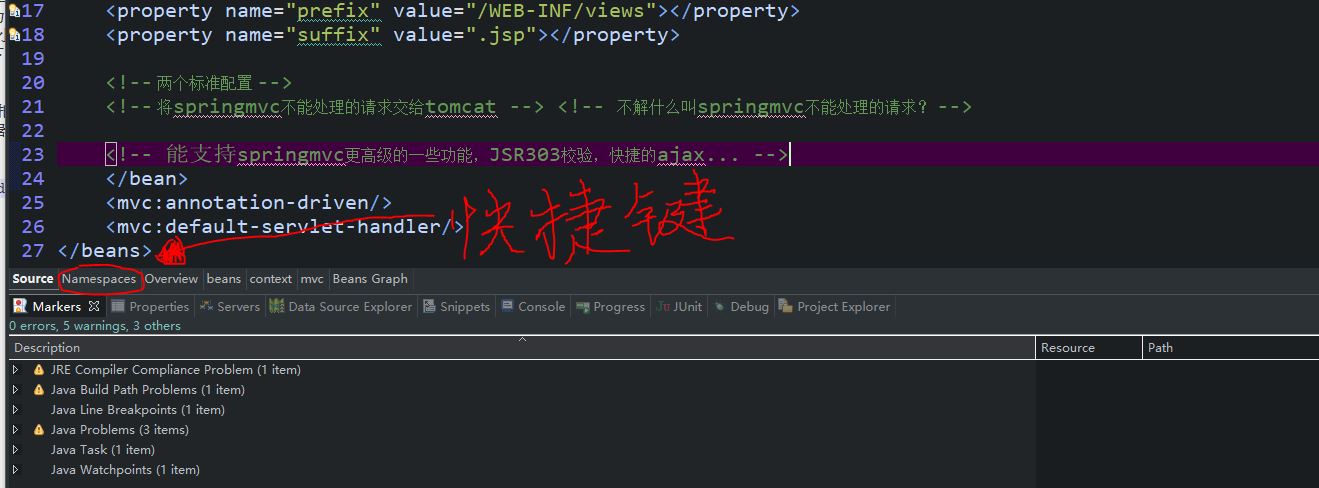 17 <property name="prefix" value="/WEB-INF/views"></property>
18 <property name="suffix" value=".jsp"></property>
19
20 <!-- 两个标准配置 -->
21 <!-- 将springmvc不能处理的请求交给tomcat --> <!-- 不解什么叫springmvc不能处理的请求? -->
22
23 <!-- 能支持springmvc更高级的一些功能, JSR303校验, 快捷的ajax... -->
24 </bean>
25 <mvc:annotation-driven/>
26 <mvc:default-servlet-handler/>
快捷键
27 </beans>
Source Namespaces Overview beans context mvc Beans Graph
Markers Properties Servers Data Source Explorer Snippets Console Progress JUnit Debug Project Explorer
0 errors, 5 warnings, 3 others
Description Resource Path
JRE Compiler Compliance Problem (1 item)
Java Build Path Problems (1 item)
Java Line Breakpoints (1 item)
Java Problems (3 items)
Java Task (1 item)
Java Watchpoints (1 item)